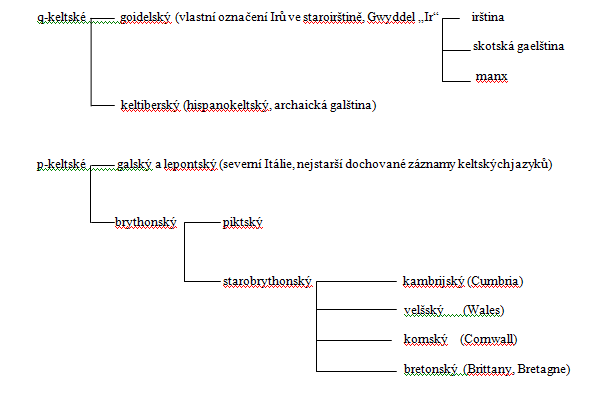 q-keltské goidelský (vlastní označení Irů ve staroirštině, Gwyddel „Ir“ irština
skotská gaelština
manx
keltiberský (hispanokeltský, archaická galština)
p-keltské galský a lepontský (severní Itálie, nejstarší dochované záznamy keltských jazyků)
brythonský piktský
starobrythonský kambrijský (Cumbria)
velšský (Wales)
kornský (Cornwall)
bretonský (Brittany, Bretagne)